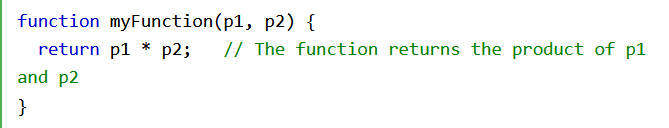 function myFunction(p1, p2) {
  return p1 * p2;   // The function returns the product of p1
and p2
}